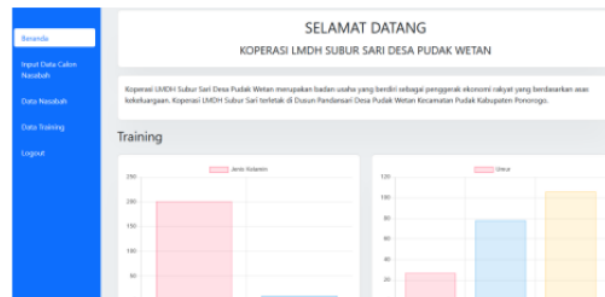 SELAMAT DATANG
KOPERASI LMDH SUBUR SARI DESA PUDAK WETAN
Beranda
Input Data Calon
Nasabah
Data Nasabah
Data Training
Logout
Koperasi LMDH Subur Sari Desa Pudak Wetan merupakan badan usaha yang berdiri sebagai penggerak ekonomi rakyat yang berdasarkan asas
kekeluargaan. Koperasi LMDH Subur Sari terletak di Dusun Pandansari Desa Pudak Wetan Kecamatan Pudak Kabupaten Ponorogo.
Training
Jenis Kelamin
250
200
150
100
50
Umur
120
100
80
60
40
20